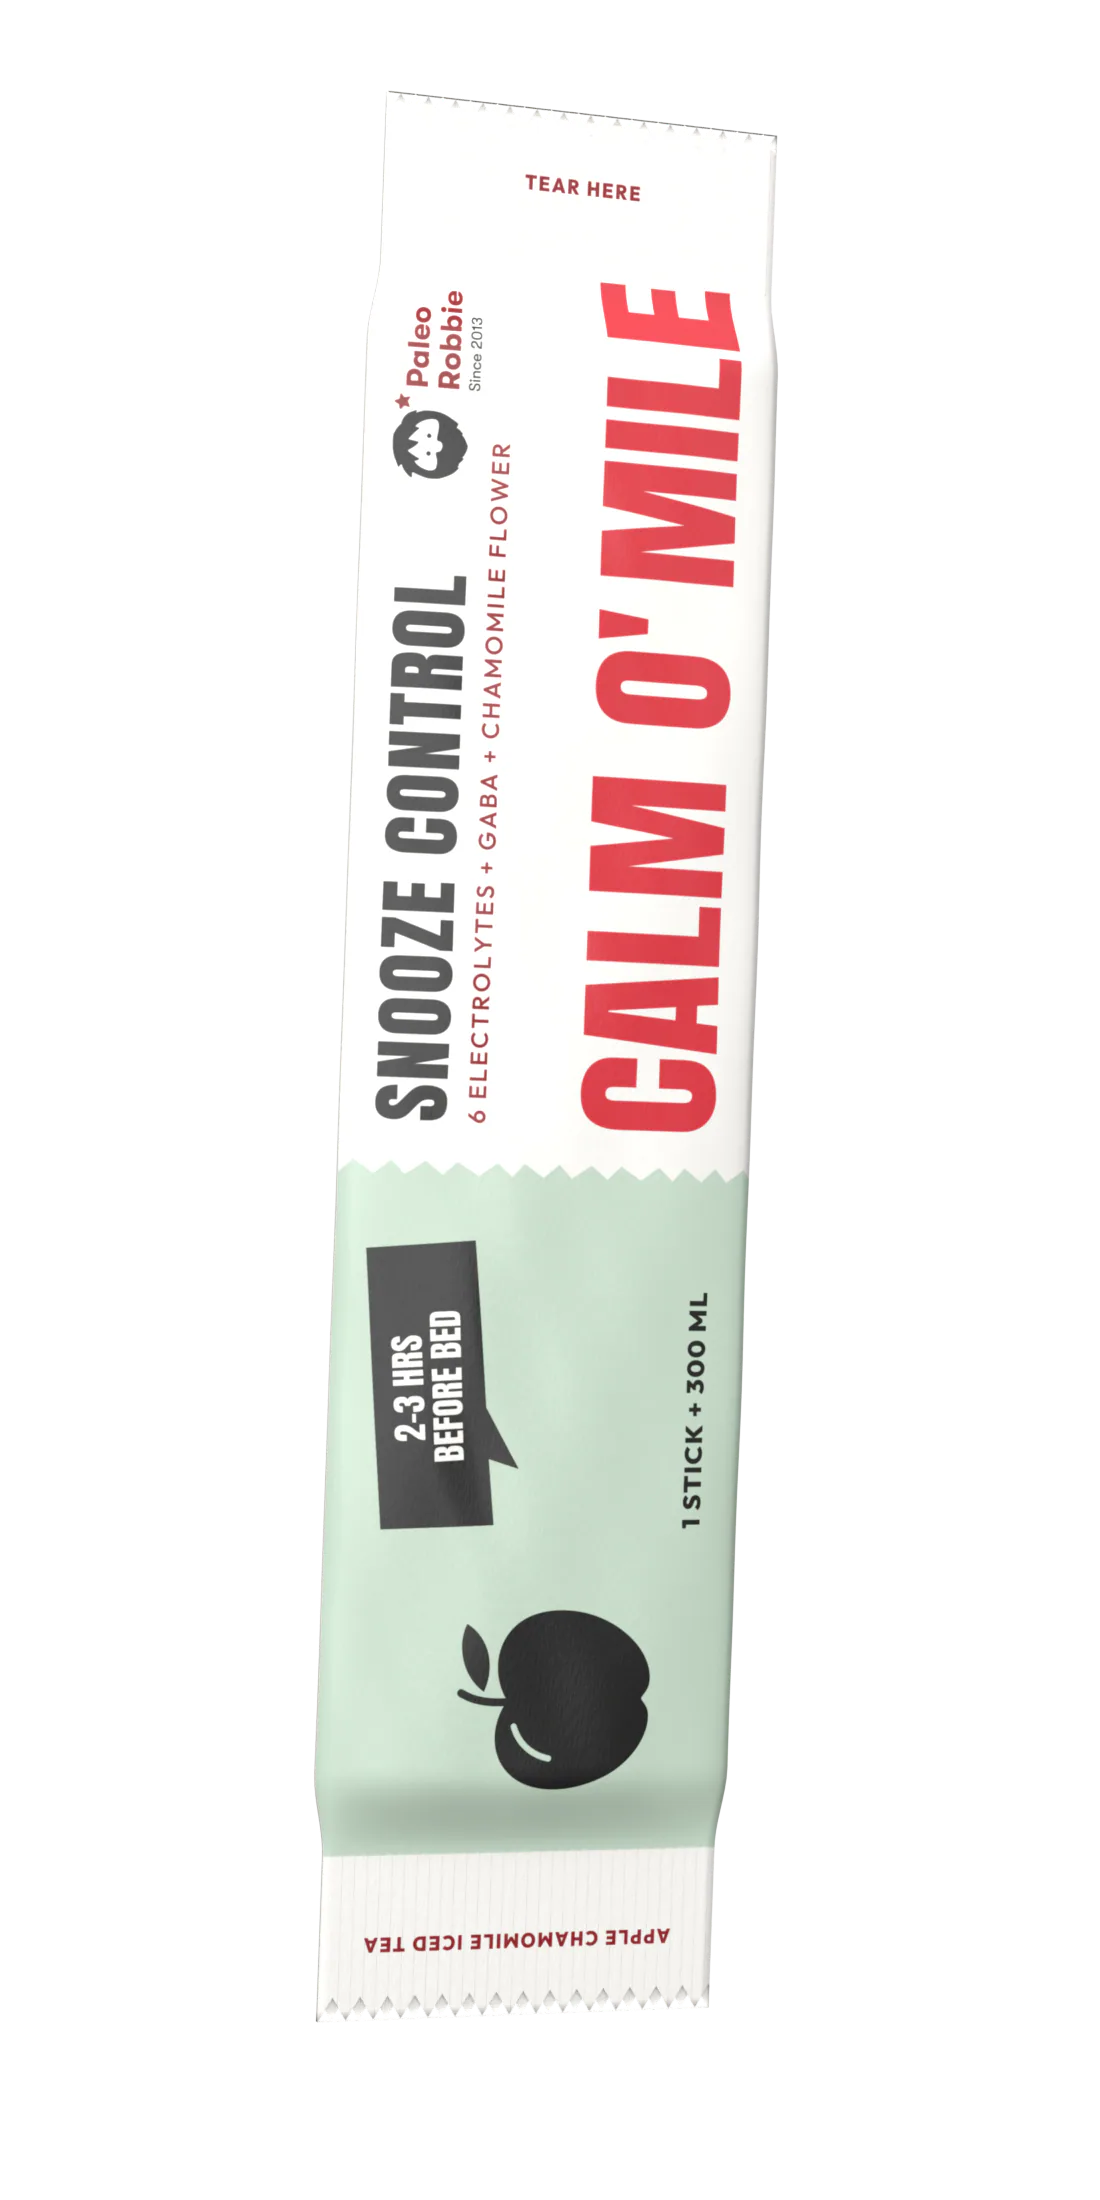 TEAR HERE
Paleo
Robbie
Since 2013
SNOOZE CONTROL
6 ELECTROLYTES + GABA + CHAMOMILE FLOWER
CALM O' MILE
2-3 HRS
BEFORE BED
1 STICK + 300 ML
APPLE CHAMOMILE ICED TEA